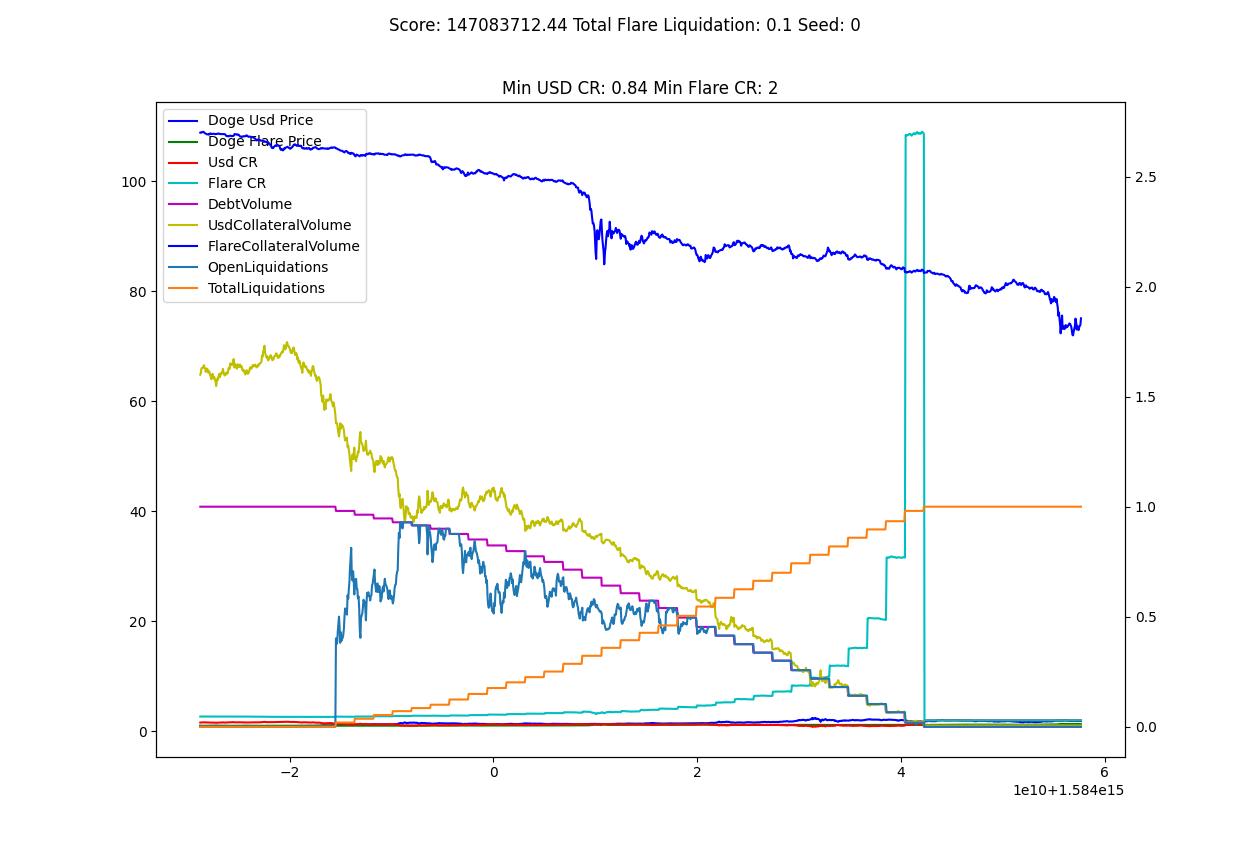 Score: 147083712.44 Total Flare Liquidation: 0.1 Seed: 0
Min USD CR: 0.84 Min Flare CR: 2
Doge Usd Price
Doge Flare Price
Usd CR
Flare CR
DebtVolume
UsdCollateralVolume
FlareCollateralVolume
OpenLiquidations
TotalLiquidations
100
80
60
40
20
0
2.5
2.0
1.5
1.0
0.5
0.0
−2 0 2 4 6
1e10+1.584e15